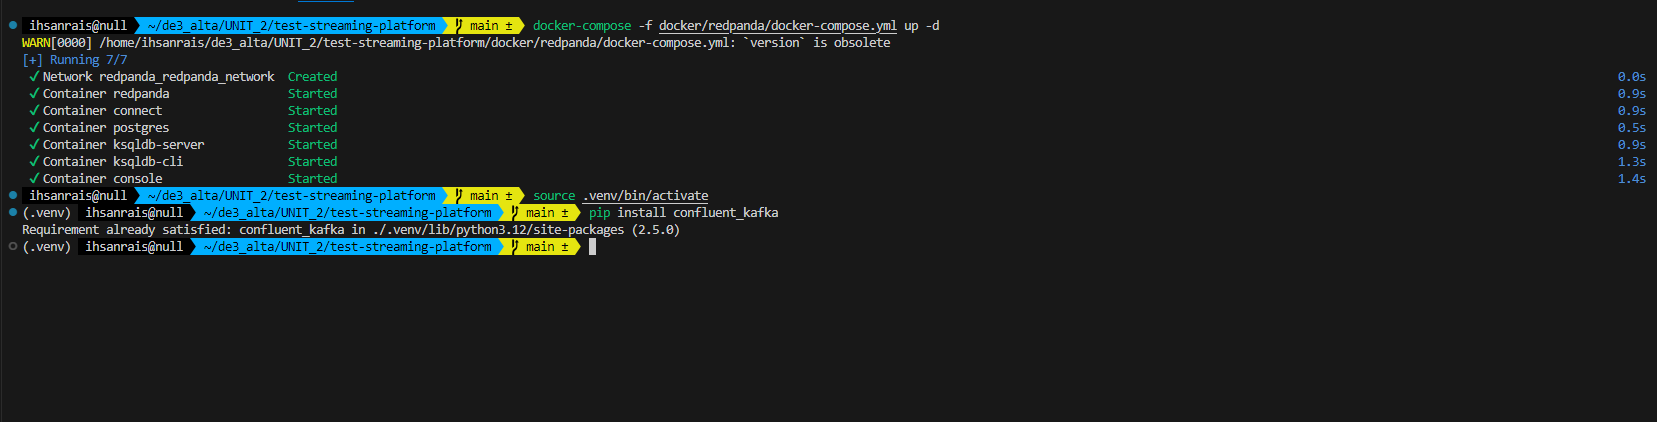 ihsanrais@null ~/de3_alta/UNIT_2/test-streaming-platform main ± docker-compose -f docker/redpanda/docker-compose.yml up -d
WARN[0000] /home/ihsanrais/de3_alta/UNIT_2/test-streaming-platform/docker/redpanda/docker-compose.yml: `version` is obsolete
[+] Running 7/7
✓ Network redpanda_redpanda_network Created 0.0s
✓ Container redpanda Started 0.9s
✓ Container connect Started 0.9s
✓ Container postgres Started 0.5s
✓ Container ksqldb-server Started 0.9s
✓ Container ksqldb-cli Started 1.3s
✓ Container console Started 1.4s
ihsanrais@null ~/de3_alta/UNIT_2/test-streaming-platform main ± source .venv/bin/activate
(.venv) ihsanrais@null ~/de3_alta/UNIT_2/test-streaming-platform main ± pip install confluent_kafka
Requirement already satisfied: confluent_kafka in ./.venv/lib/python3.12/site-packages (2.5.0)
(.venv) ihsanrais@null ~/de3_alta/UNIT_2/test-streaming-platform main ±